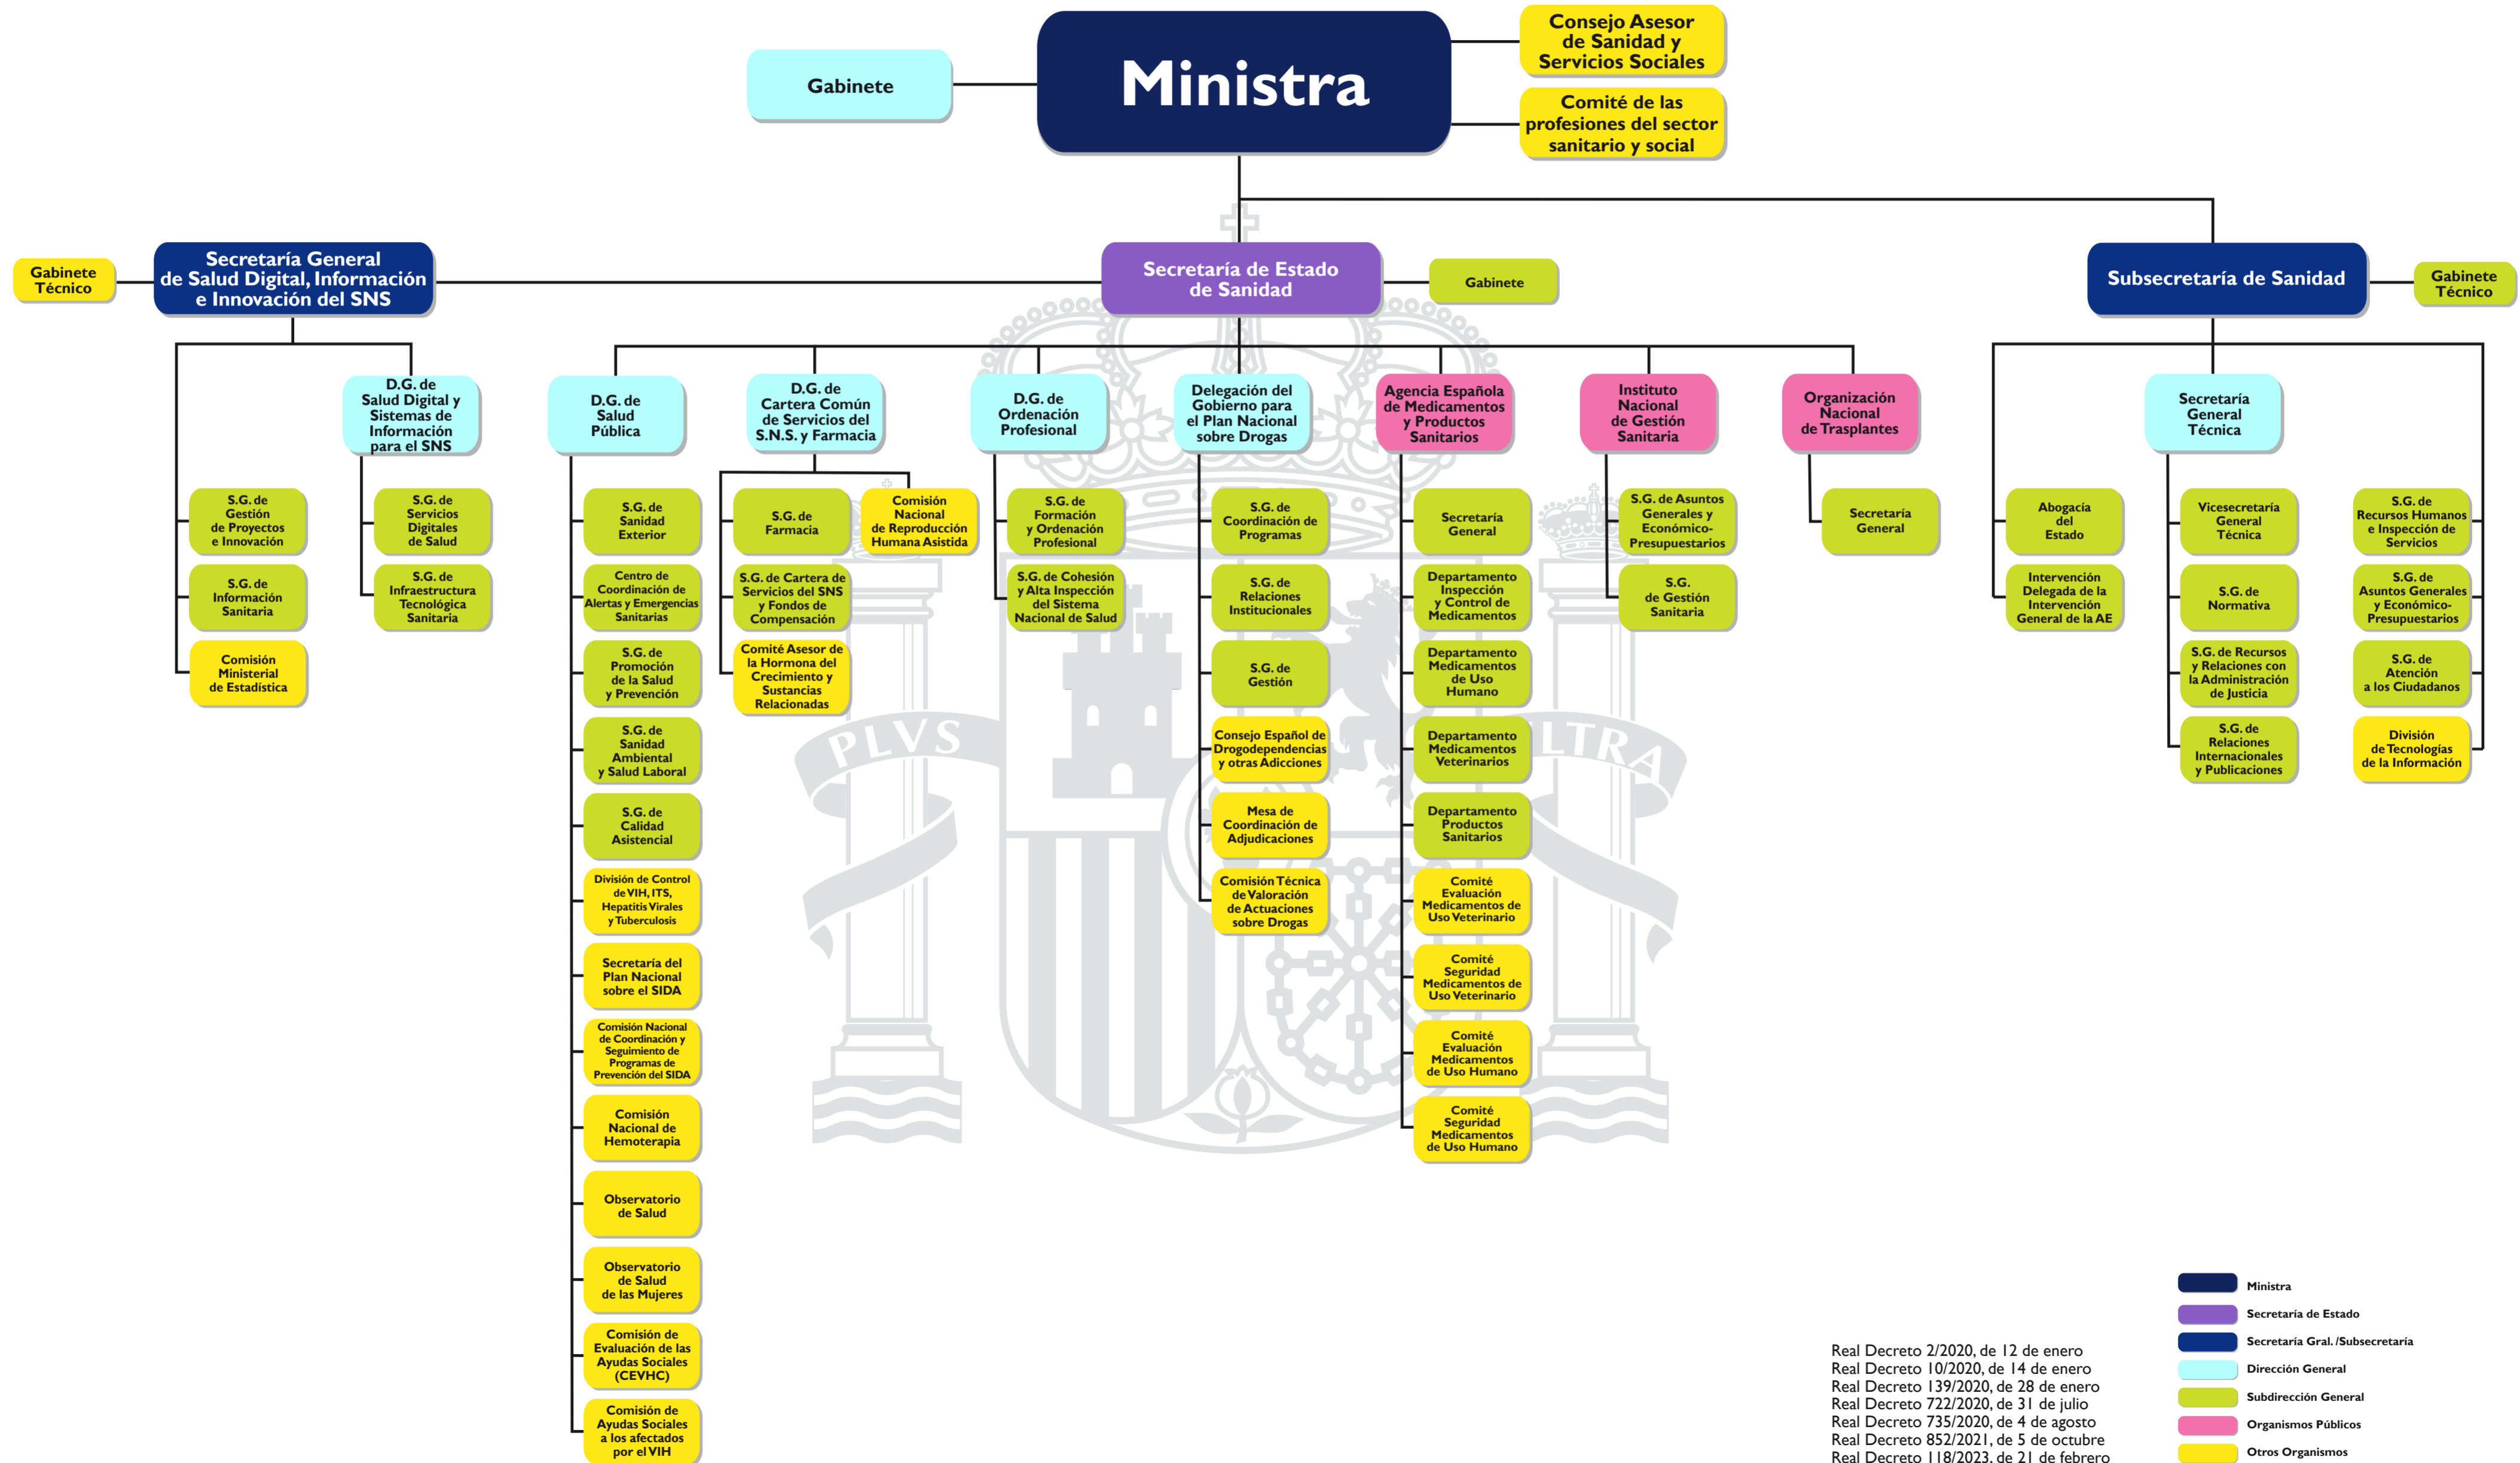 Consejo Asesor
de Sanidad y
Servicios Sociales
Gabinete
Ministra
Comité de las
profesiones del sector
sanitario y social
Gabinete
Técnico
Secretaría General
de Salud Digital, Información
e Innovación del SNS
Secretaría de Estado
de Sanidad
Gabinete
Subsecretaría de Sanidad
Gabinete
Técnico
D.G. de
Salud Digital y
Sistemas de
Información
para el SNS
D.G. de
Salud
Pública
D.G. de
Cartera Común
de Servicios del
S.N.S. y Farmacia
D.G. de
Ordenación
Profesional
Delegación del
Gobierno para
el Plan Nacional
sobre Drogas
Agencia Española
de Medicamentos
y Productos
Sanitarios
Instituto
Nacional
de Gestión
Sanitaria
Organización
Nacional
de Trasplantes
Secretaría
General
Técnica
S.G. de
Gestión
de Proyectos
e Innovación
S.G. de
Información
Sanitaria
Comisión
Ministerial
de Estadística
S.G. de
Servicios
Digitales
de Salud
S.G. de
Infraestructura
Tecnológica
Sanitaria
S.G. de
Sanidad
Exterior
Centro de
Coordinación de
Alertas y Emergencias
Sanitarias
S.G. de
Promoción
de la Salud
y Prevención
S.G. de
Sanidad
Ambiental
y Salud Laboral
S.G. de
Calidad
Asistencial
División de Control
de VIH, ITS,
Hepatitis Virales
y Tuberculosis
Secretaría del
Plan Nacional
sobre el SIDA
Comisión Nacional
de Coordinación y
Seguimiento de
Programas de
Prevención del SIDA
Comisión
Nacional de
Hemoterapia
Observatorio
de Salud
Observatorio
de Salud
de las Mujeres
Comisión de
Evaluación de las
Ayudas Sociales
(CEVHC)
Comisión de
Ayudas Sociales
a los afectados
por el VIH
S.G. de
Farmacia
S.G. de Cartera de
Servicios del SNS
y Fondos de
Compensación
Comité Asesor de
la Hormona del
Crecimiento y
Sustancias
Relacionadas
Comisión
Nacional
de Reproducción
Humana Asistida
S.G. de
Formación
y Ordenación
Profesional
S.G. de Cohesión
y Alta Inspección
del Sistema
Nacional de Salud
S.G. de
Coordinación de
Programas
S.G. de
Relaciones
Institucionales
S.G. de
Gestión
Consejo Español de
Drogodependencias
y otras Adicciones
Mesa de
Coordinación de
Adjudicaciones
Comisión Técnica
de Valoración
de Actuaciones
sobre Drogas
Secretaría
General
Departamento
Inspección
y Control de
Medicamentos
Departamento
Medicamentos
de Uso
Humano
Departamento
Medicamentos
Veterinarios
Departamento
Productos
Sanitarios
Comité
Evaluación
Medicamentos de
Uso Veterinario
Comité
Seguridad
Medicamentos de
Uso Veterinario
Comité
Evaluación
Medicamentos
de Uso Humano
Comité
Seguridad
Medicamentos
de Uso Humano
S.G. de Asuntos
Generales y
Económico-
Presupuestarios
S.G.
de Gestión
Sanitaria
Secretaría
General
Abogacía
del
Estado
Intervención
Delegada de la
Intervención
General de la AE
Vicesecretaría
General
Técnica
S.G. de
Normativa
S.G. de Recursos
y Relaciones con
la Administración
de Justicia
S.G. de
Relaciones
Internacionales
y Publicaciones
S.G. de
Recursos Humanos
e Inspección de
Servicios
S.G. de
Asuntos Generales
y Económico-
Presupuestarios
S.G. de
Atención
a los Ciudadanos
División
de Tecnologías
de la Información
PLVS
LTRA
Real Decreto 2/2020, de 12 de enero
Real Decreto 10/2020, de 14 de enero
Real Decreto 139/2020, de 28 de enero
Real Decreto 722/2020, de 31 de julio
Real Decreto 735/2020, de 4 de agosto
Real Decreto 852/2021, de 5 de octubre
Real Decreto 118/2023, de 21 de febrero
Ministra
Secretaría de Estado
Secretaría Gral. /Subsecretaría
Dirección General
Subdirección General
Organismos Públicos
Otros Organismos